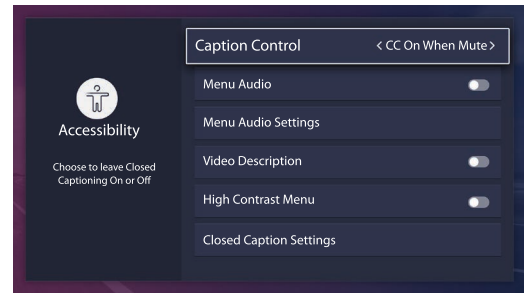 Caption Control < CC On When Mute >
Menu Audio
Accessibility
Menu Audio Settings
Choose to leave Closed
Captioning On or Off
Video Description
High Contrast Menu
Closed Caption Settings